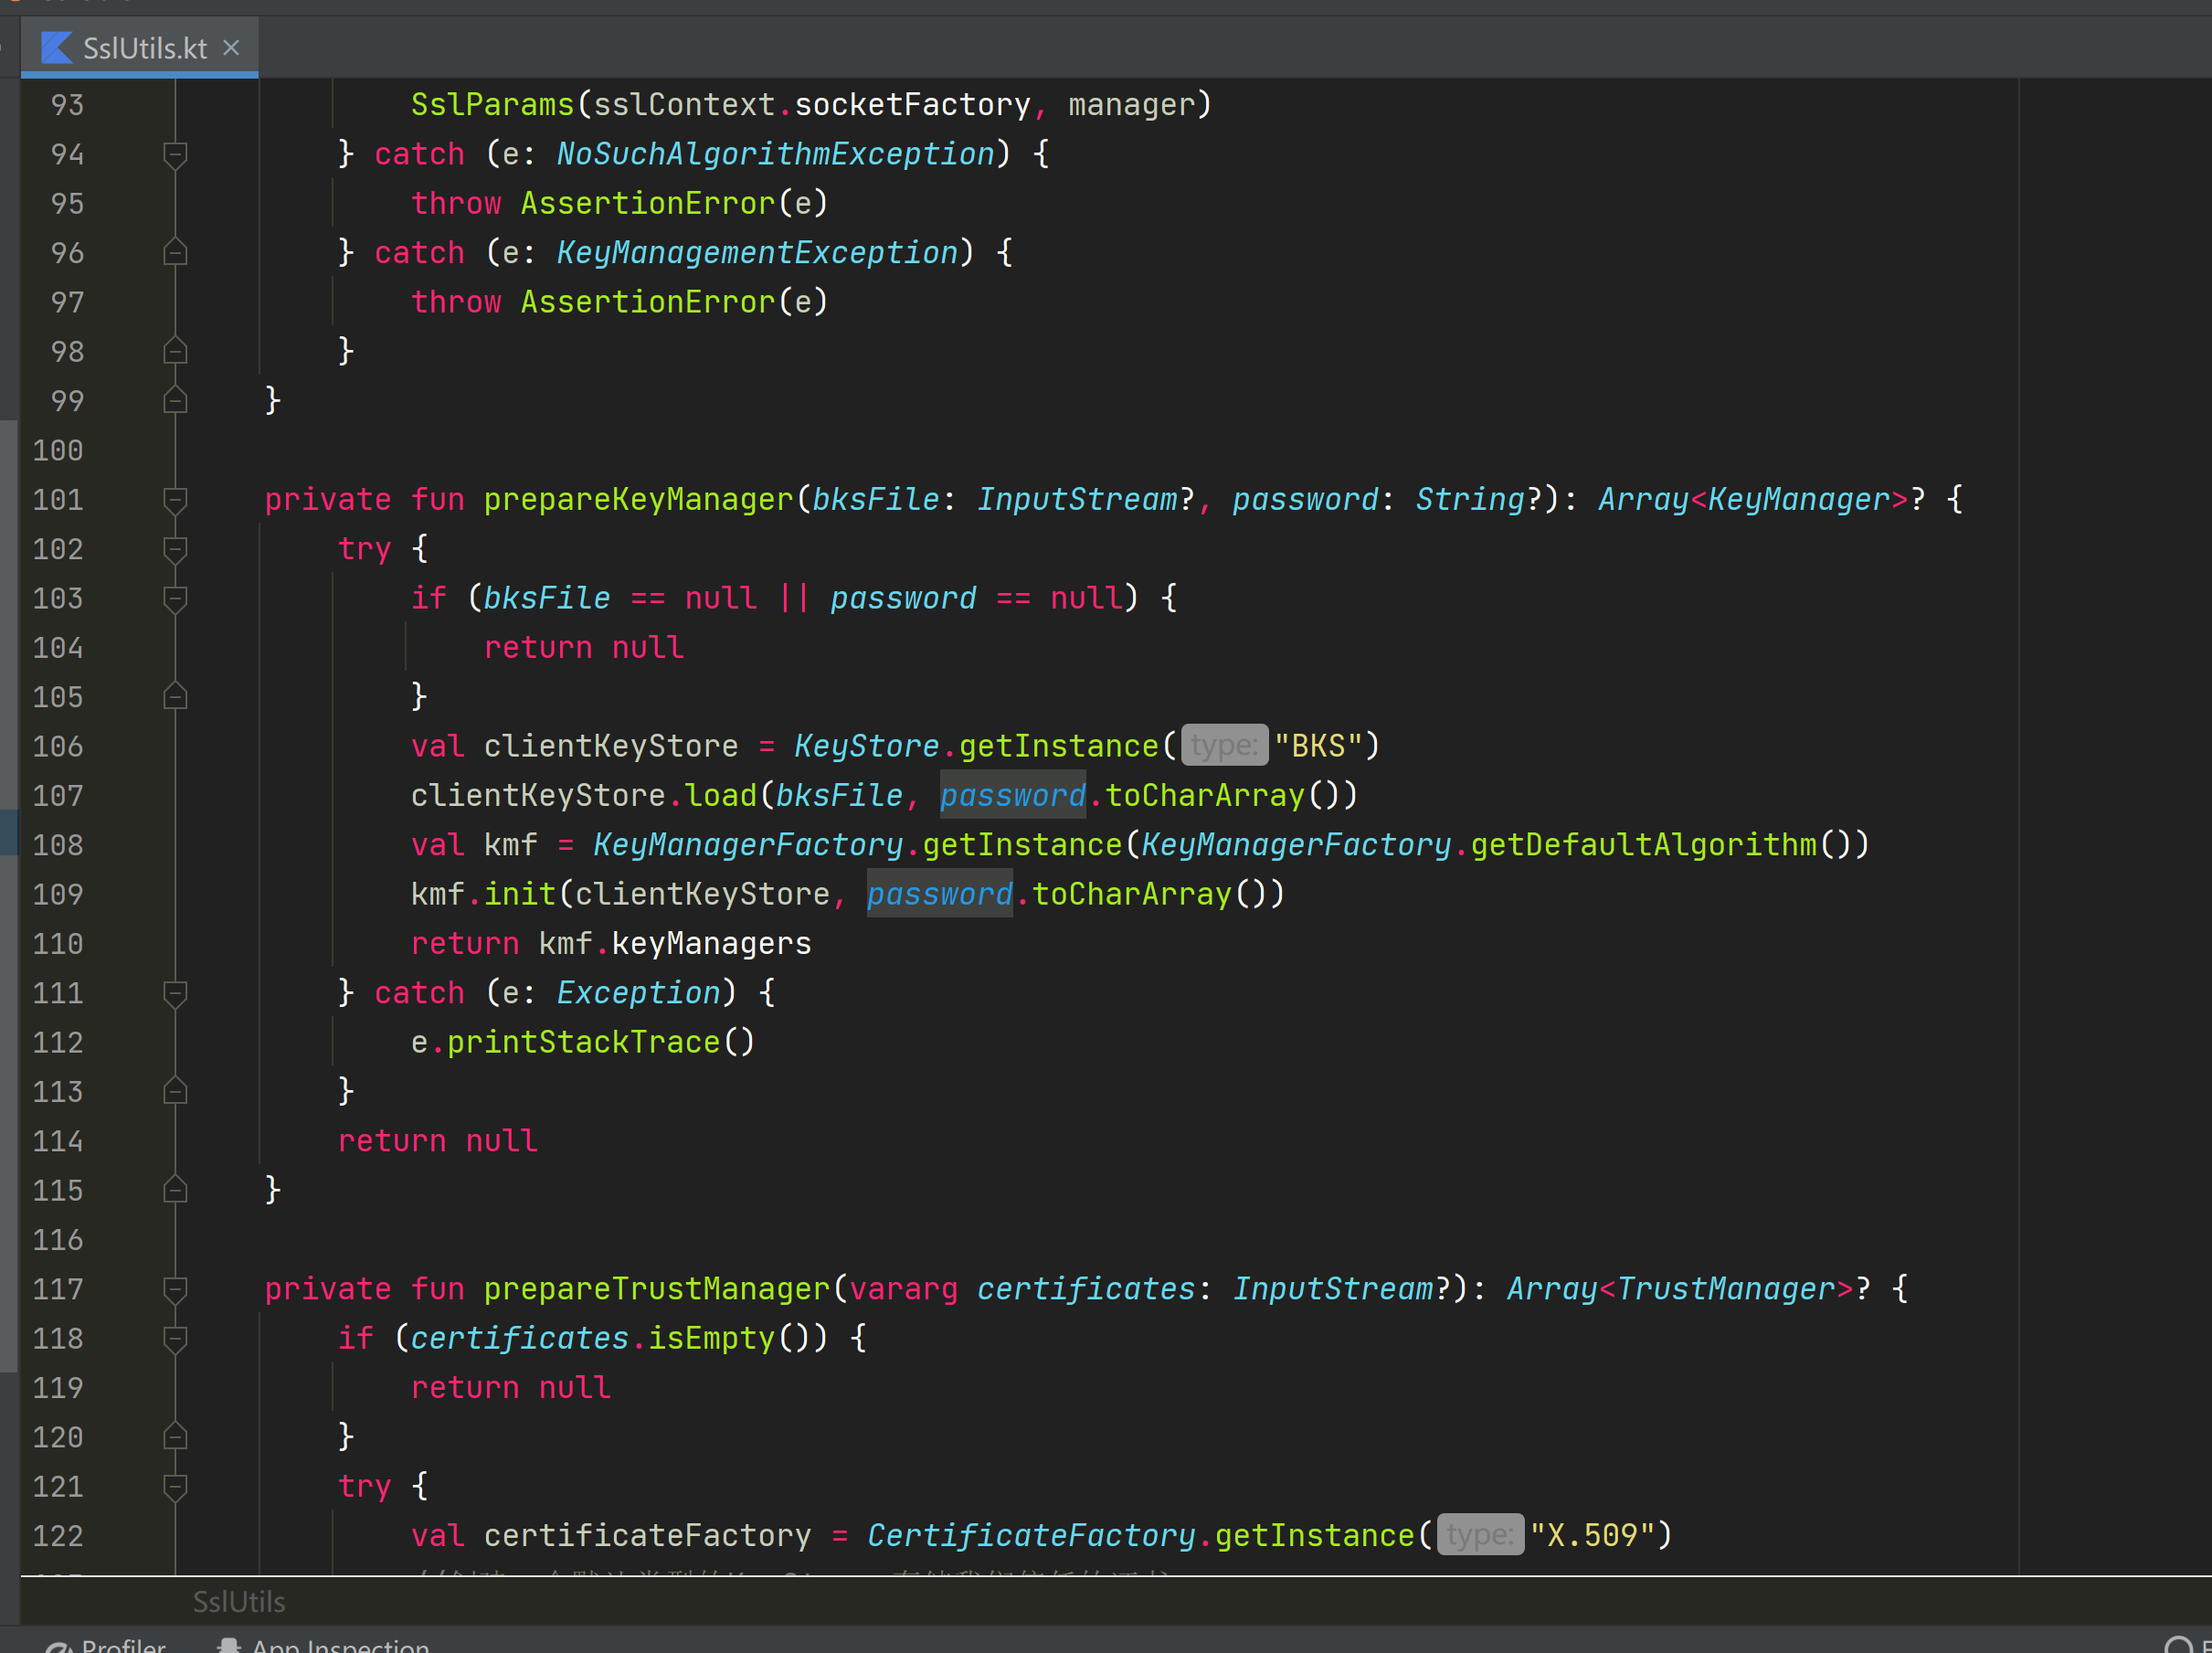 SslUtils.kt
93 SslParams(sslContext.socketFactory, manager)
94 } catch (e: NoSuchAlgorithmException) {
95 throw AssertionError(e)
96 } catch (e: KeyManagementException) {
97 throw AssertionError(e)
98 }
99 }
100
101 private fun prepareKeyManager(bksFile: InputStream?, password: String?): Array<KeyManager>? {
102 try {
103 if (bksFile == null || password == null) {
104 return null
105 }
106 val clientKeyStore = KeyStore.getInstance( type: "BKS")
107 clientKeyStore.load(bksFile, password.toCharArray())
108 val kmf = KeyManagerFactory.getInstance(KeyManagerFactory.getDefaultAlgorithm())
109 kmf.init(clientKeyStore, password.toCharArray())
110 return kmf.keyManagers
111 } catch (e: Exception) {
112 e.printStackTrace()
113 }
114 return null
115 }
116
117 private fun prepareTrustManager(vararg certificates: InputStream?): Array<TrustManager>? {
118 if (certificates.isEmpty()) {
119 return null
120 }
121 try {
122 val certificateFactory = CertificateFactory.getInstance( type: "X.509")
SslUtils
Profiler App Inspection